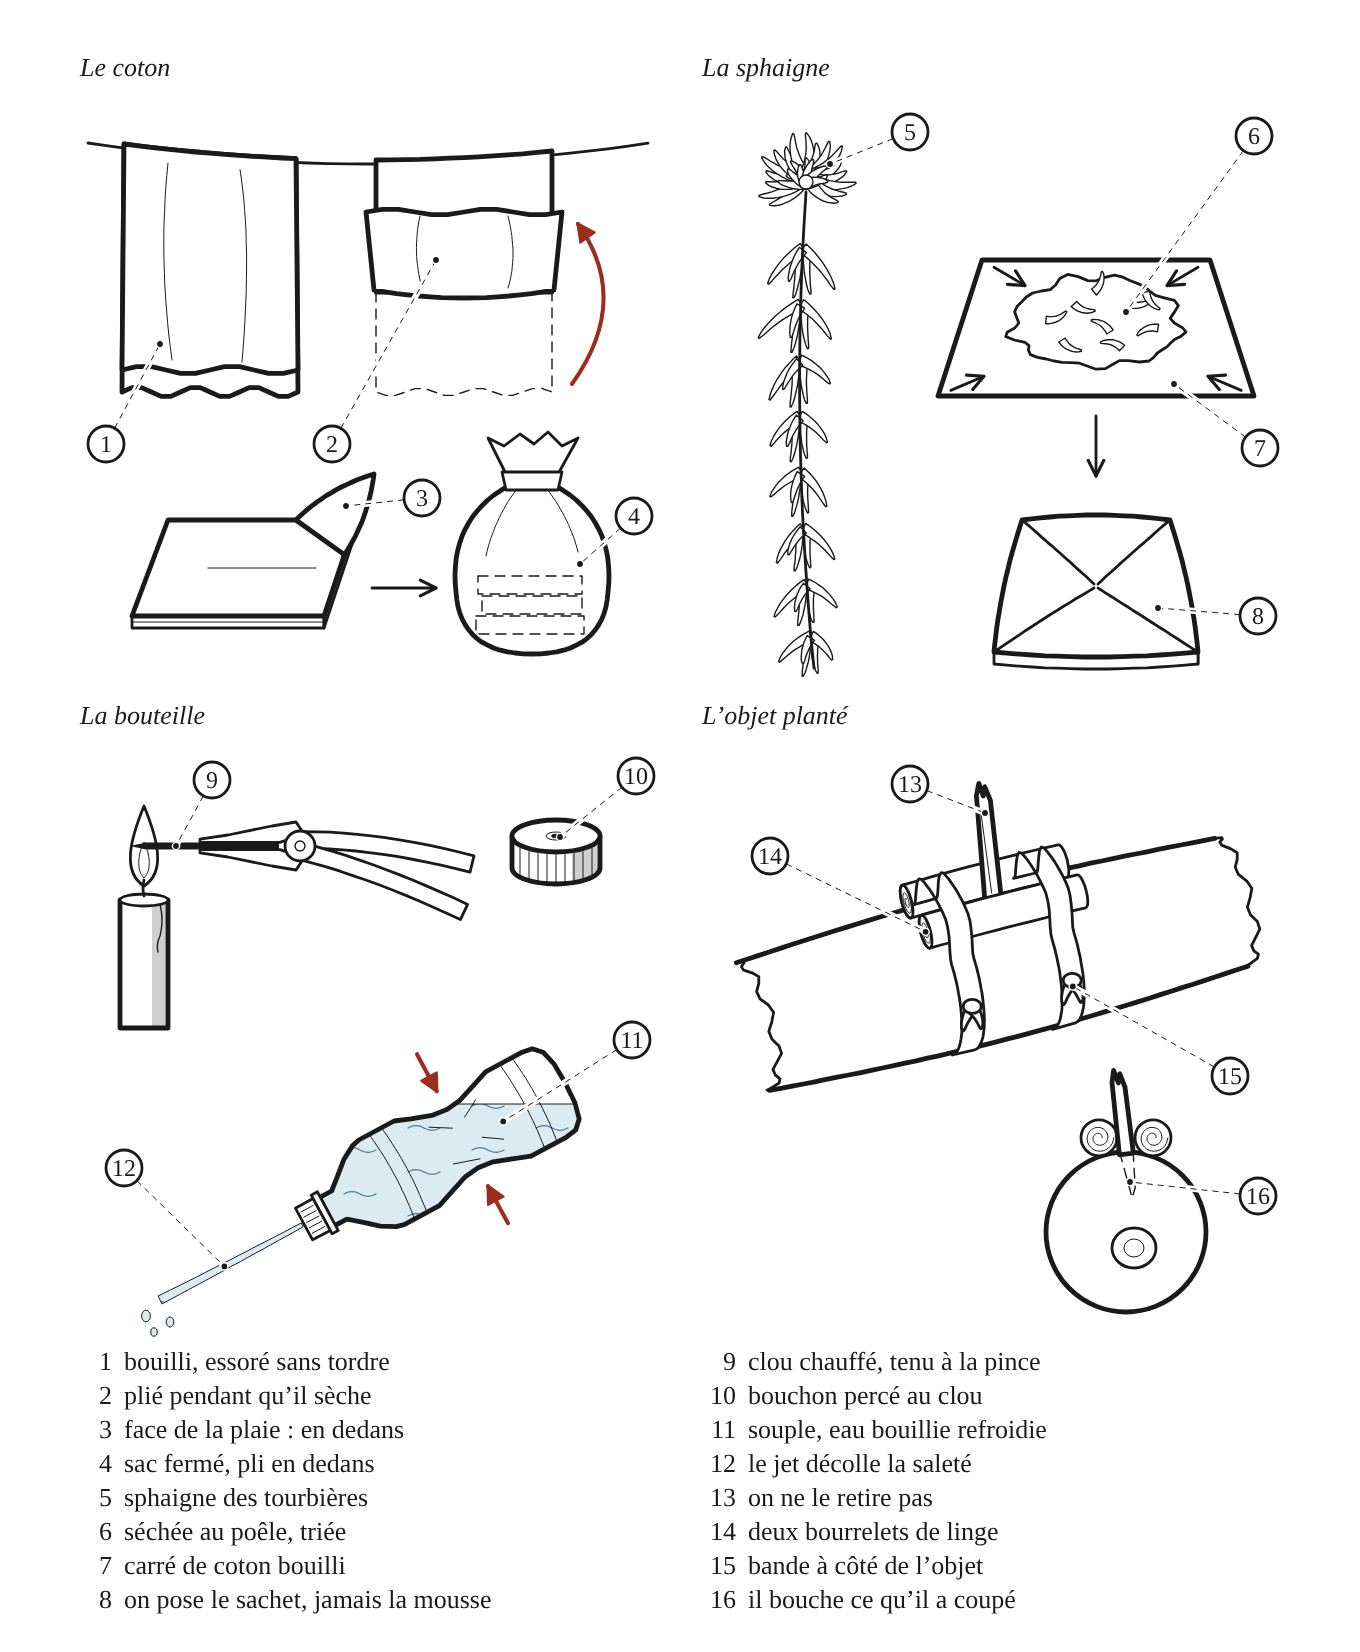 Le coton
1
2
3
4
La sphaigne
5
6
7
8
La bouteille
9
10
11
12
L’objet planté
13
14
15
16
1 bouilli, essoré sans tordre
2 plié pendant qu’il sèche
3 face de la plaie : en dedans
4 sac fermé, pli en dedans
5 sphaigne des tourbières
6 séchée au poêle, triée
7 carré de coton bouilli
8 on pose le sachet, jamais la mousse
9 clou chauffé, tenu à la pince
10 bouchon percé au clou
11 souple, eau bouillie refroidie
12 le jet décolle la saleté
13 on ne le retire pas
14 deux bourrelets de linge
15 bande à côté de l’objet
16 il bouche ce qu’il a coupé